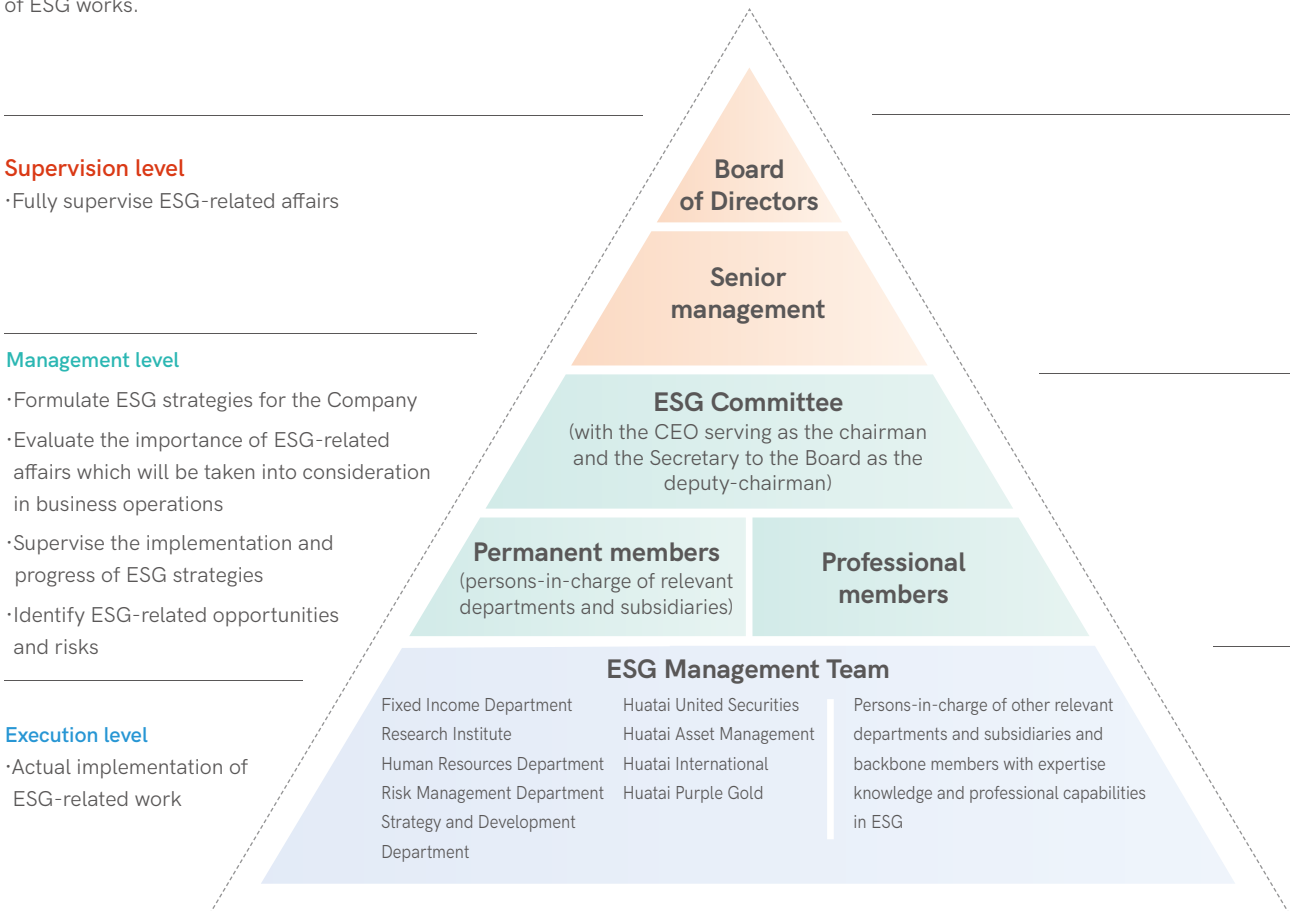 of ESG works.
Supervision level
·Fully supervise ESG-related affairs
Management level
·Formulate ESG strategies for the Company
·Evaluate the importance of ESG-related
affairs which will be taken into consideration
in business operations
·Supervise the implementation and
progress of ESG strategies
·Identify ESG-related opportunities
and risks
Execution level
·Actual implementation of
ESG-related work
Board
of Directors
Senior
management
ESG Committee
(with the CEO serving as the chairman
and the Secretary to the Board as the
deputy-chairman)
Permanent members
(persons-in-charge of relevant
departments and subsidiaries)
Professional
members
ESG Management Team
Fixed Income Department
Research Institute
Human Resources Department
Risk Management Department
Strategy and Development
Department
Huatai United Securities
Huatai Asset Management
Huatai International
Huatai Purple Gold
Persons-in-charge of other relevant
departments and subsidiaries and
backbone members with expertise
knowledge and professional capabilities
in ESG